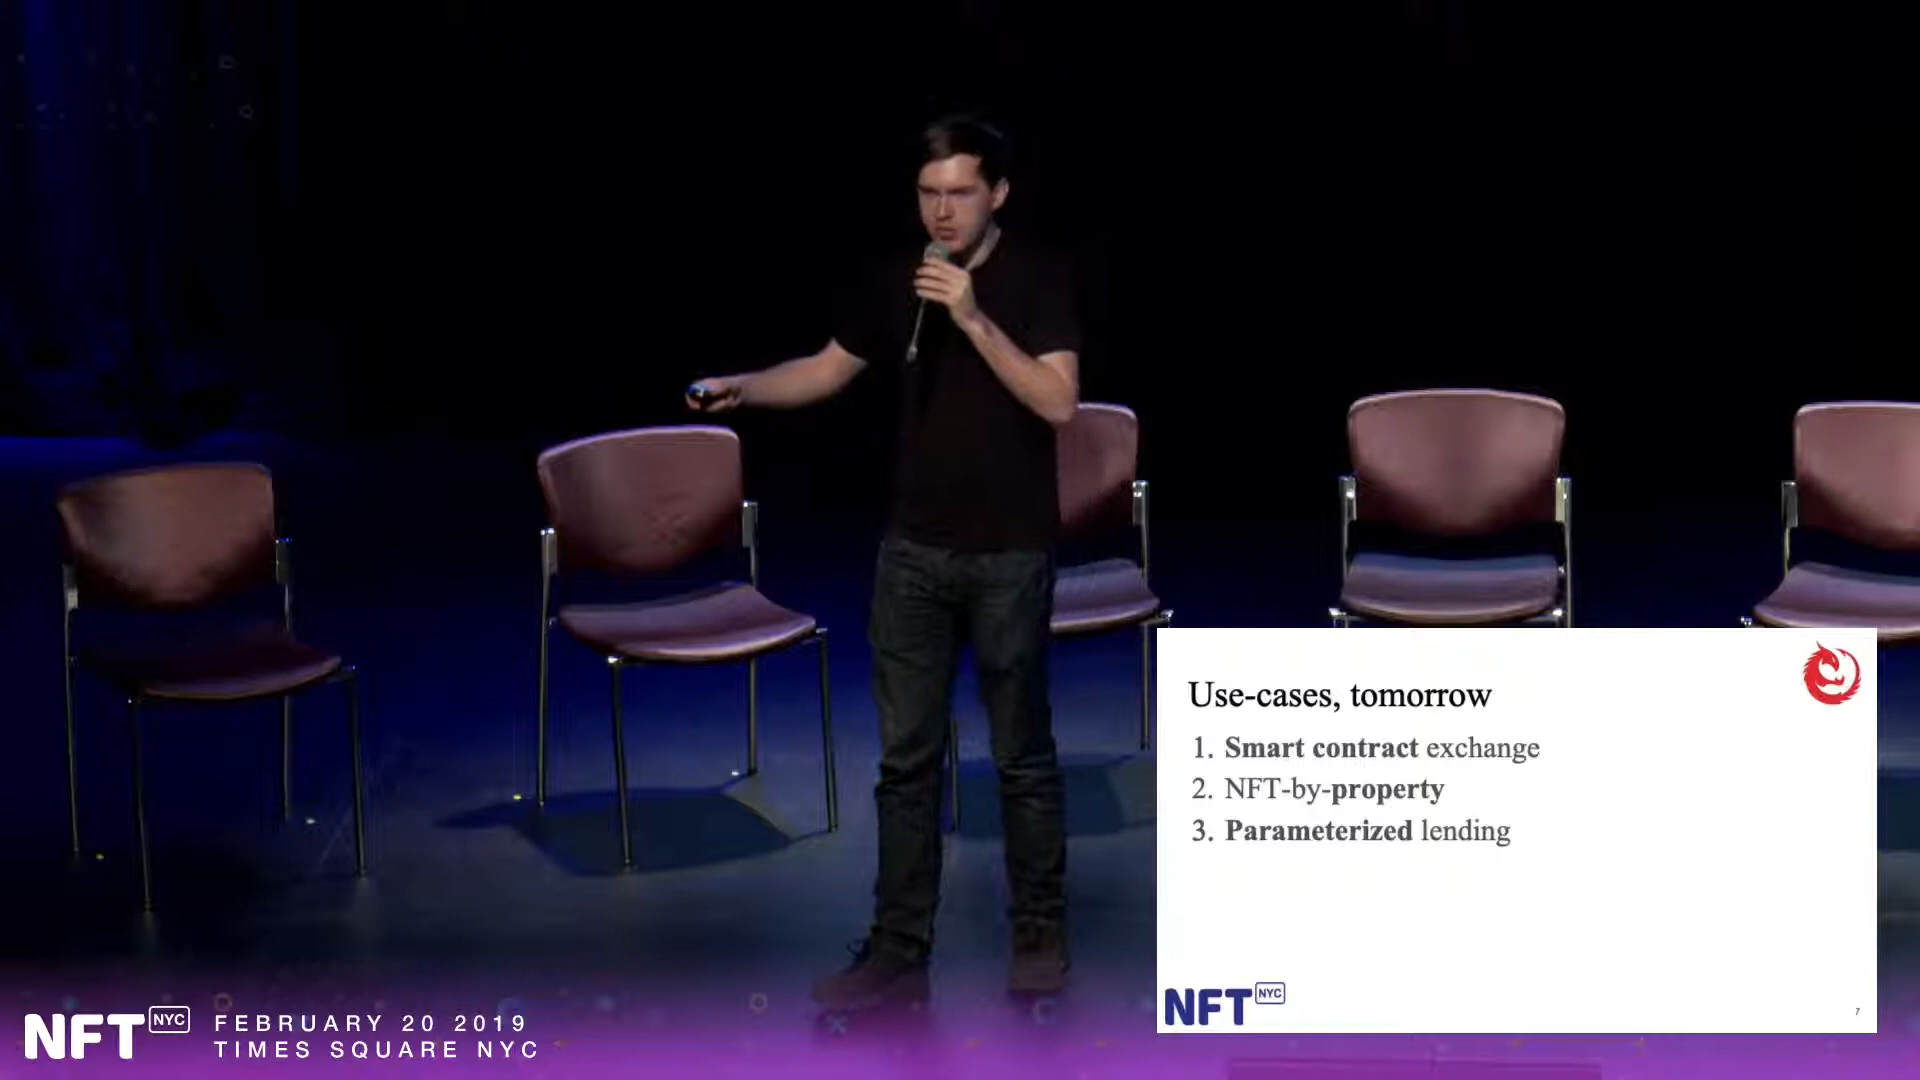 Use-cases, tomorrow
1. Smart contract exchange
2. NFT-by-property
3. Parameterized lending
NFT NYC
7
NFT NYC
FEBRUARY 20 2019
TIMES SQUARE NYC